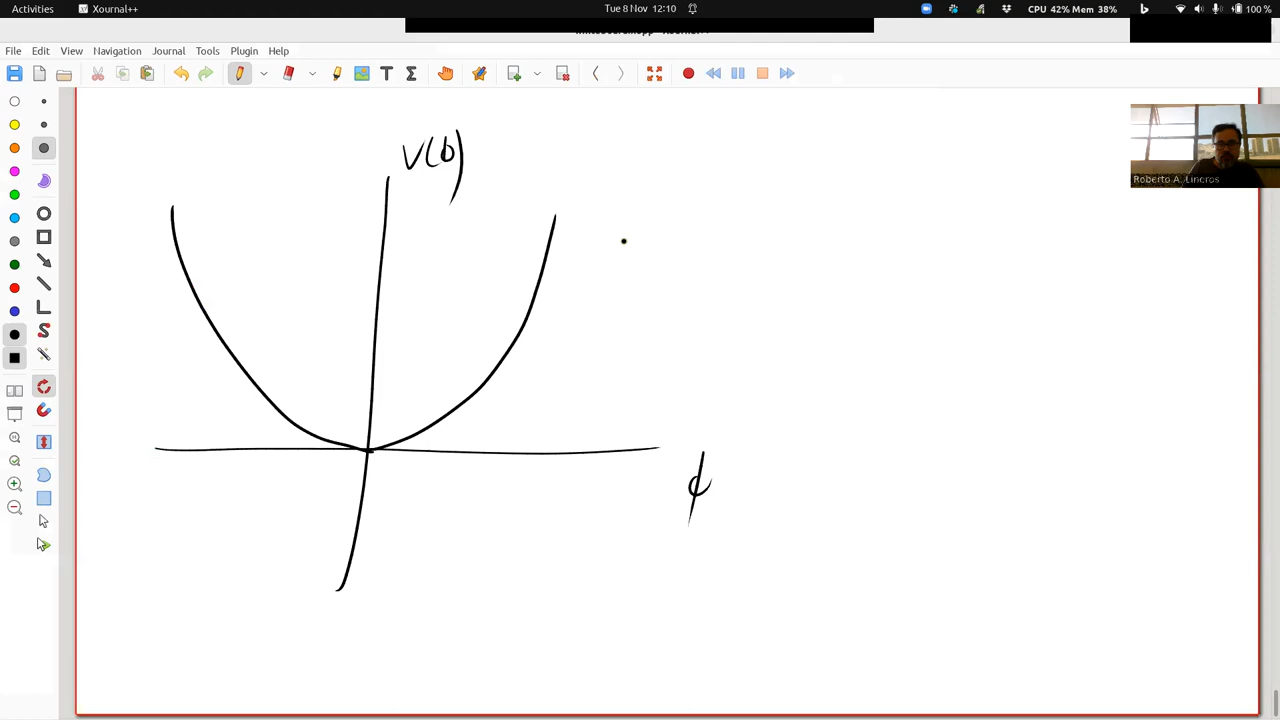 Activities
Xournal++
Tue 8 Nov 12:10
CPU 42% Mem 38%
100 %
File Edit View Navigation Journal Tools Plugin Help
Roberto A. Lineros
V(ϕ)
ϕ